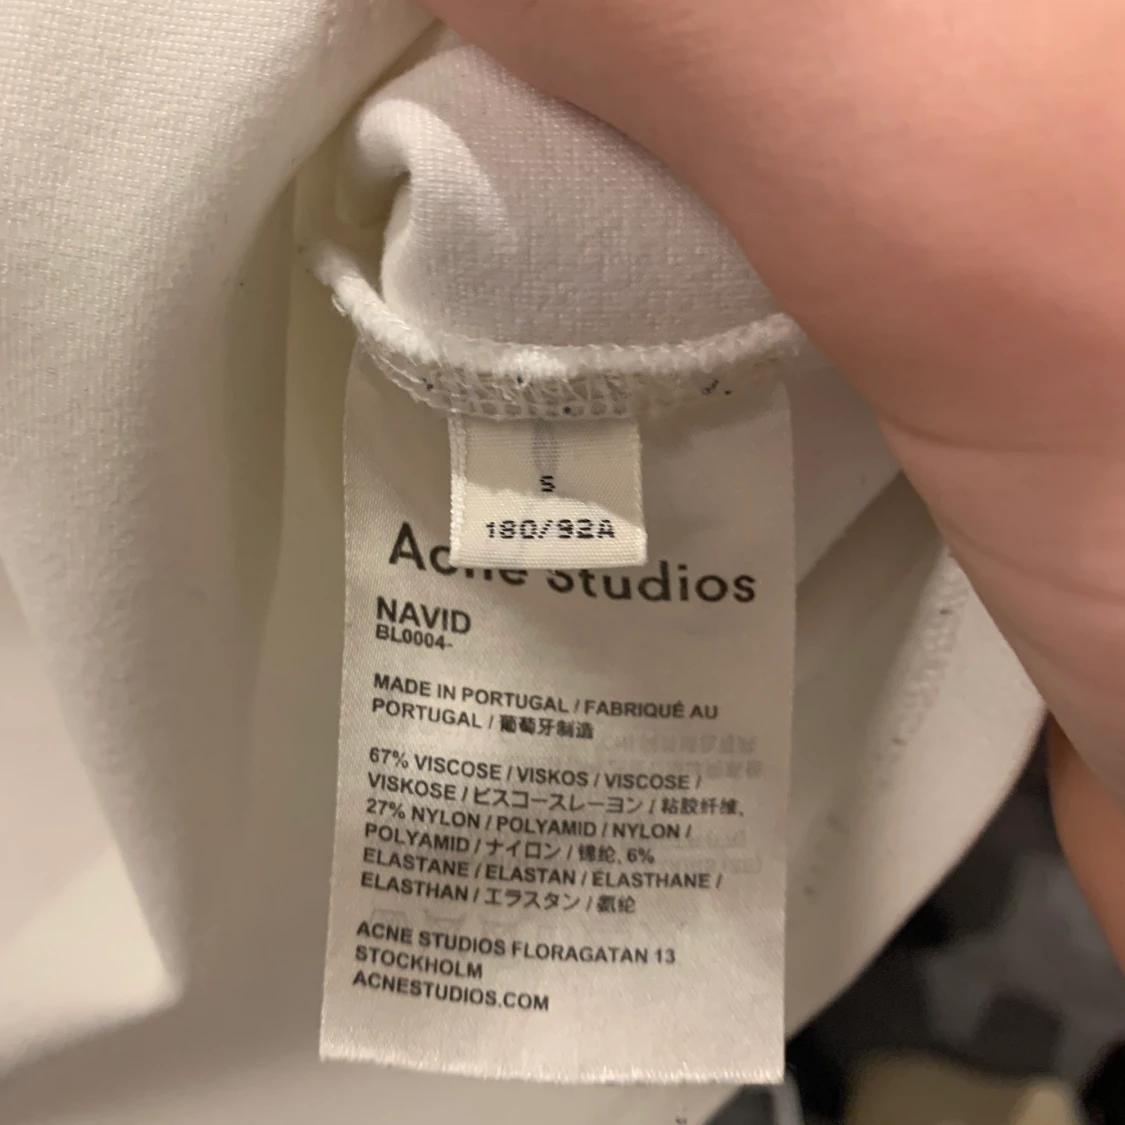 S
180/92A
Acne Studios
NAVID
BL0004-
MADE IN PORTUGAL / FABRIQUÉ AU
PORTUGAL / 葡萄牙制造
67% VISCOSE / VISKOS / VISCOSE /
VISKOSE / ビスコースレーヨン / 粘胶纤维,
27% NYLON / POLYAMID / NYLON /
POLYAMID / ナイロン / 锦纶, 6%
ELASTANE / ELASTAN / ÉLASTHANE /
ELASTHAN / エラスタン / 氨纶
ACNE STUDIOS FLORAGATAN 13
STOCKHOLM
ACNESTUDIOS.COM